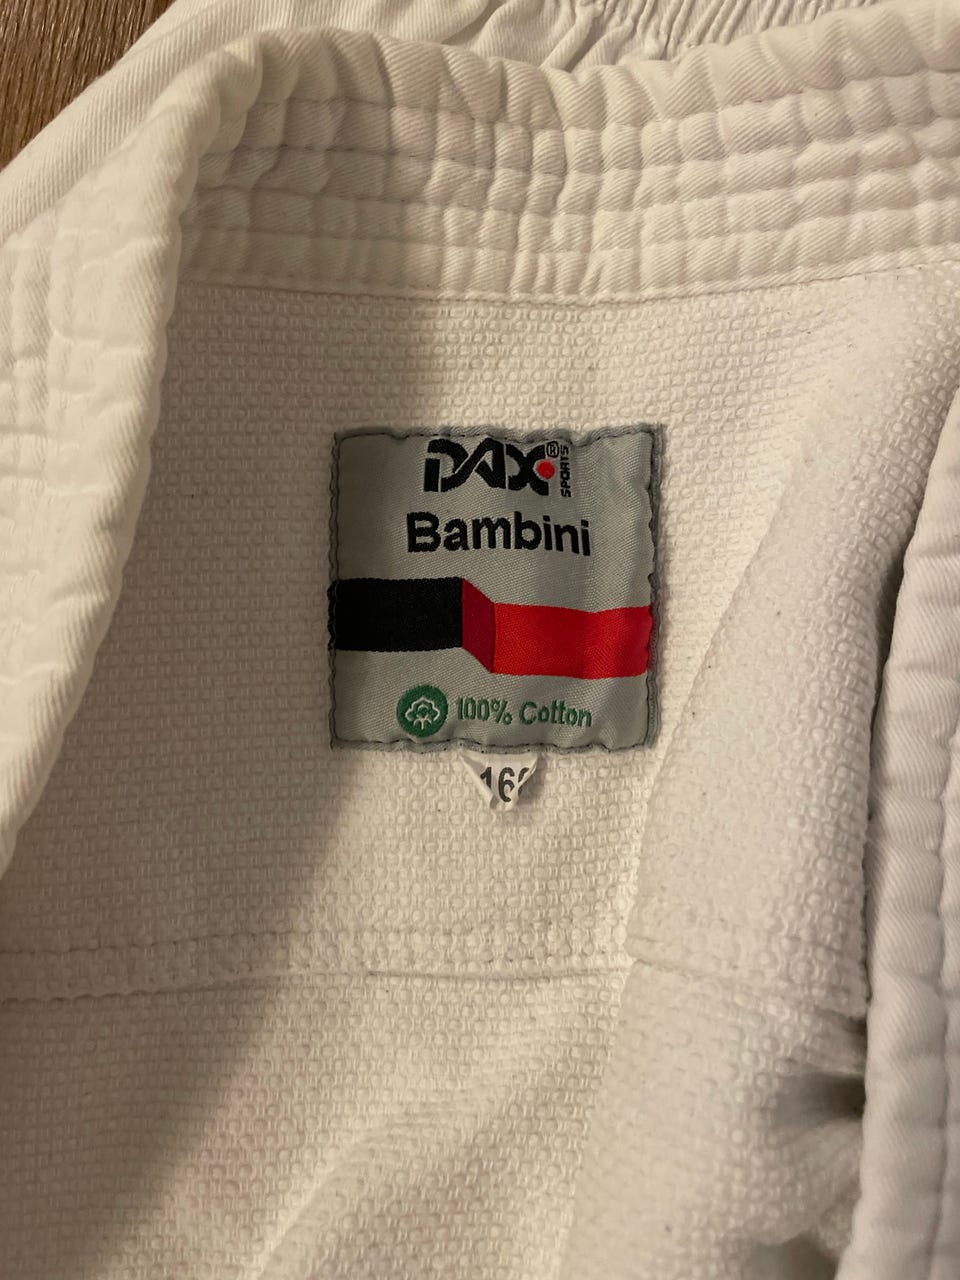 DAX® SPORTS
Bambini
100% Cotton